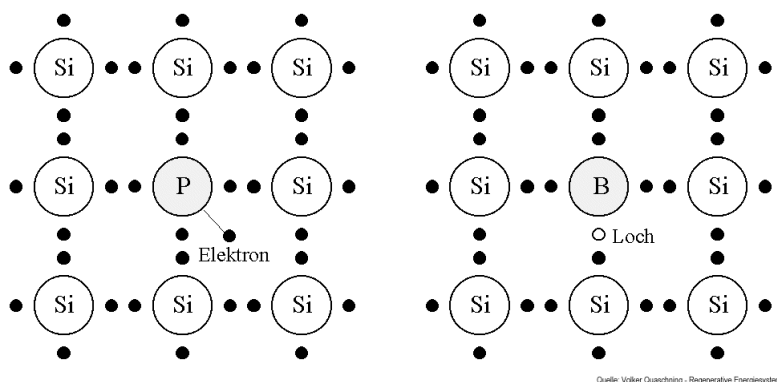 Si Si Si Si Si Si
Si P Si Si B Si
Elektron Loch
Si Si Si Si Si Si
Quelle: Volker Quaschning - Regenerative Energiesysteme